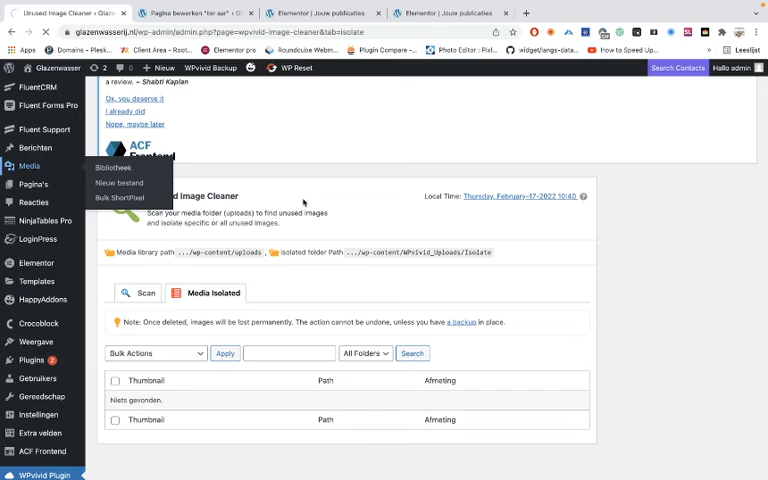 Unused Image Cleaner ‹ Glaze
Pagina bewerken "ter aar" ‹ Gl
Elementor | Jouw publicaties
Elementor | Jouw publicaties
glazenwasserij.nl/wp-admin/admin.php?page=wpvivid-image-cleaner&tab=isolate
Apps
Domains – Plesk...
Client Area - Root...
Elementor pro
Roundcube Webm...
Plugin Compare -...
Photo Editor : Pixl...
widget/angs-data-...
How to Speed Up...
Leeslijst
Glazenwasser
2
0
Nieuw
WPvivid Backup
WP Reset
Search Contacts
Hallo admin
FluentCRM
Fluent Forms Pro
Fluent Support
Berichten
Media
Pagina's
Reacties
NinjaTables Pro
LoginPress
Elementor
Templates
HappyAddons
Crocoblock
Weergave
Plugins 2
Gebruikers
Gereedschap
Instellingen
Extra velden
ACF Frontend
WPvivid Plugin
Bibliotheek
Nieuw bestand
Bulk ShortPixel
a review. ~ Shabti Kaplan
Ok, you deserve it
I already did
Nope, maybe later
ACF
Frontend
Image Cleaner
Local Time: Thursday, February-17-2022 10:40
Scan your media folder (uploads) to find unused images
and isolate specific or all unused images.
Media library path .../wp-content/uploads , Isolated folder Path .../wp-content/WPvivid_Uploads/Isolate
Scan
Media Isolated
Note: Once deleted, images will be lost permanently. The action cannot be undone, unless you have a backup in place.
Bulk Actions
Apply
All Folders
Search
Thumbnail Path Afmeting
Niets gevonden.
Thumbnail Path Afmeting